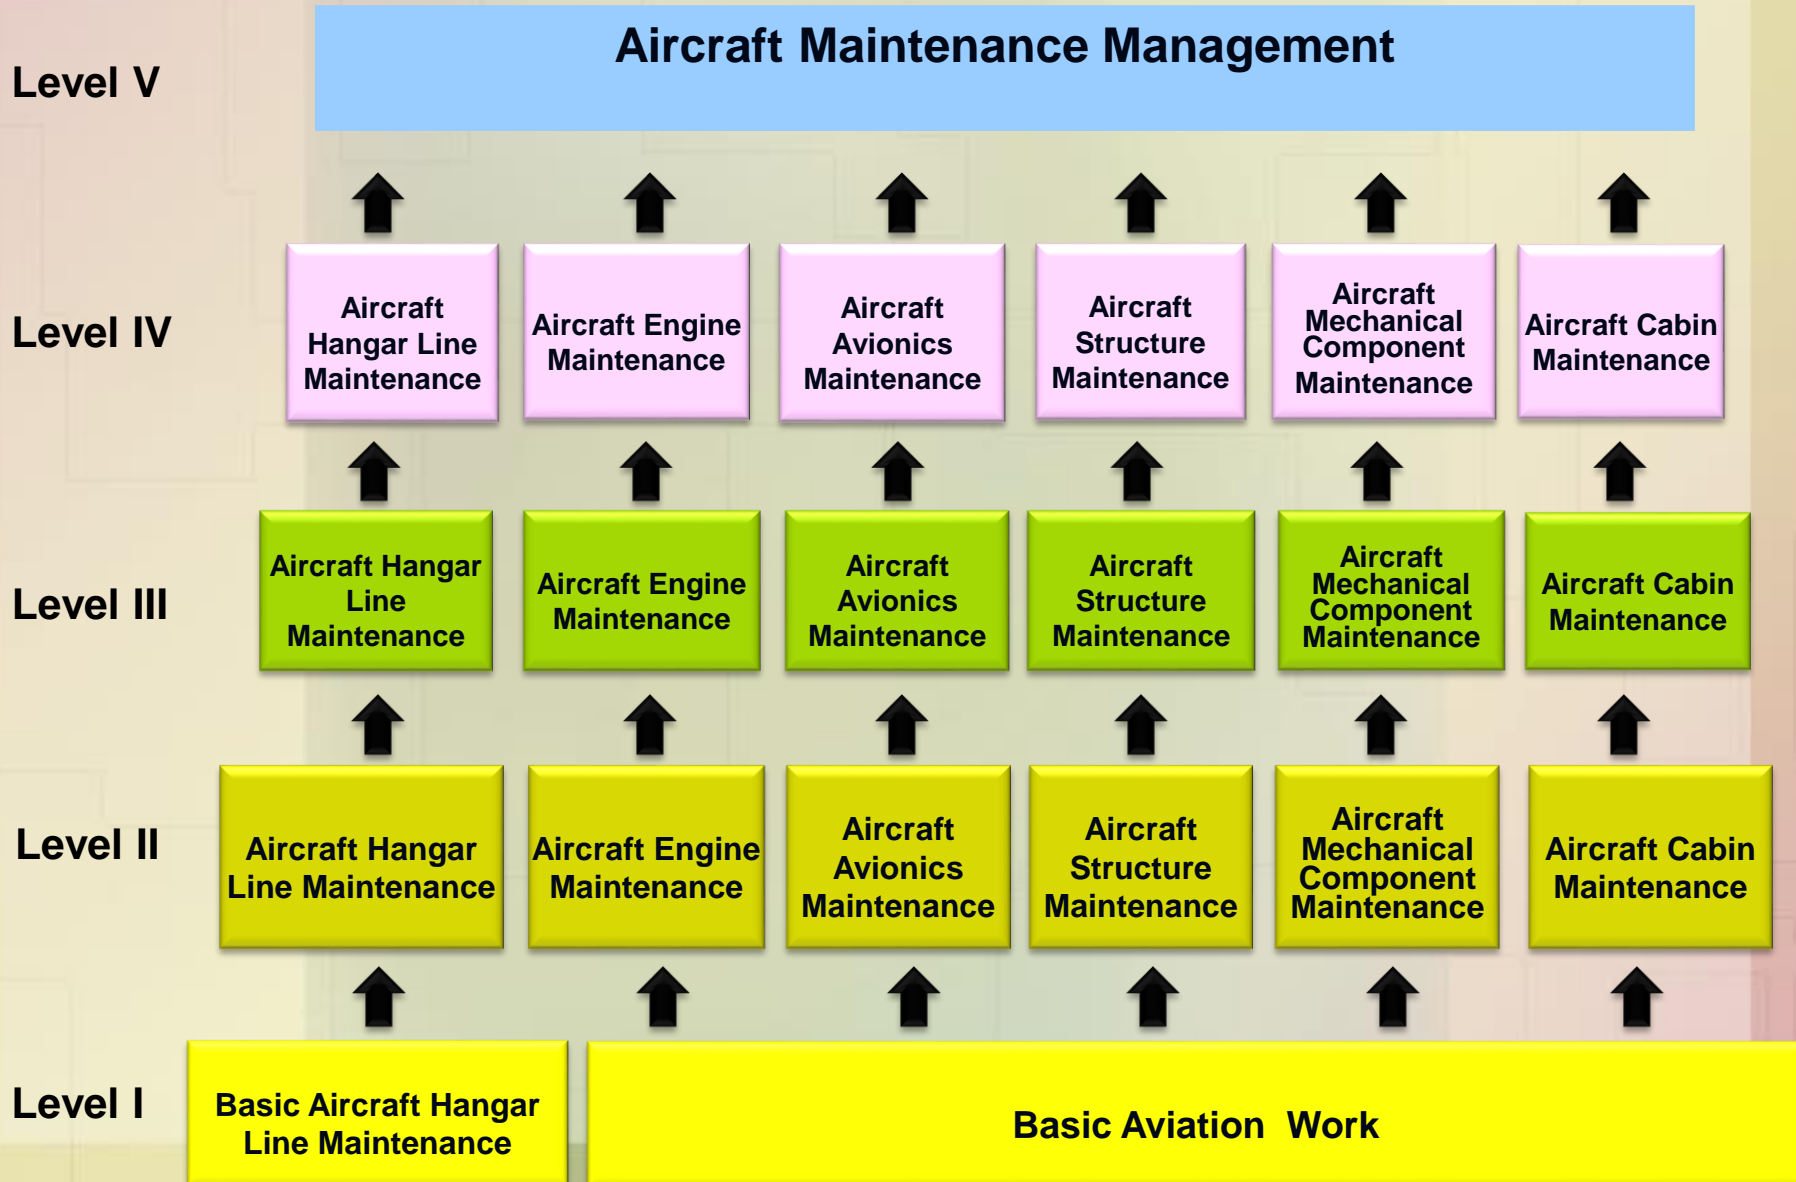 Aircraft Maintenance Management
Level V
Level IV
Aircraft
Hangar Line
Maintenance
Aircraft Engine
Maintenance
Aircraft
Avionics
Maintenance
Aircraft
Structure
Maintenance
Aircraft
Mechanical
Component
Maintenance
Aircraft Cabin
Maintenance
Level III
Aircraft Hangar
Line
Maintenance
Aircraft Engine
Maintenance
Aircraft
Avionics
Maintenance
Aircraft
Structure
Maintenance
Aircraft
Mechanical
Component
Maintenance
Aircraft Cabin
Maintenance
Level II
Aircraft Hangar
Line Maintenance
Aircraft Engine
Maintenance
Aircraft
Avionics
Maintenance
Aircraft
Structure
Maintenance
Aircraft
Mechanical
Component
Maintenance
Aircraft Cabin
Maintenance
Level I
Basic Aircraft Hangar
Line Maintenance
Basic Aviation Work